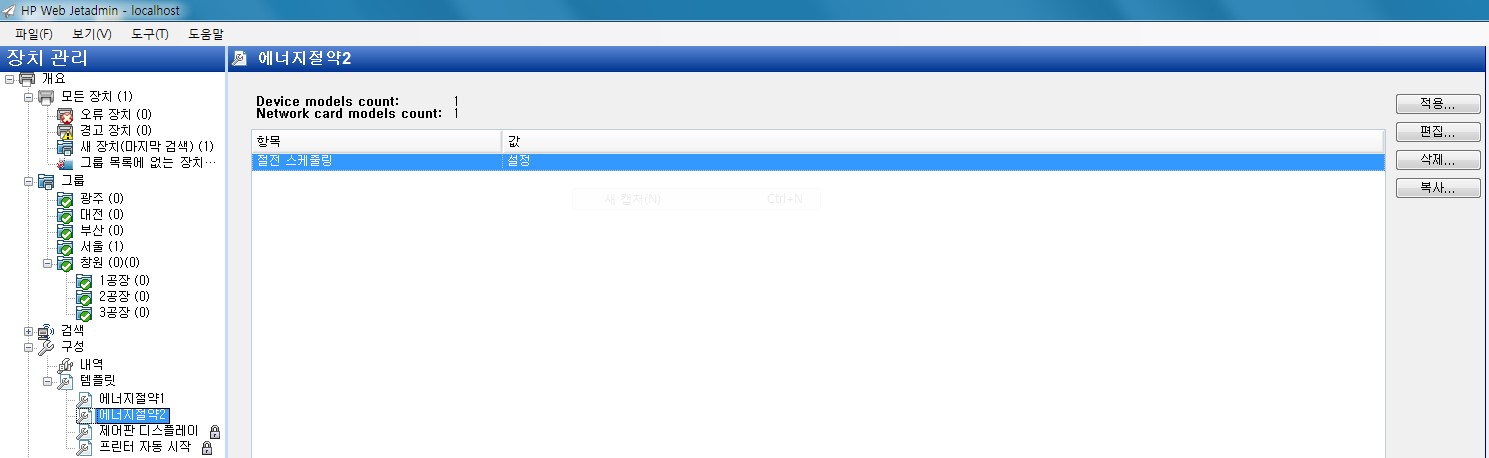 HP Web Jetadmin - localhost
파일(F) 보기(V) 도구(T) 도움말
장치 관리
개요
모든 장치 (1)
오류 장치 (0)
경고 장치 (0)
새 장치(마지막 검색) (1)
그룹 목록에 없는 장치…
그룹
광주 (0)
대전 (0)
부산 (0)
서울 (1)
창원 (0)(0)
1공장 (0)
2공장 (0)
3공장 (0)
검색
구성
내역
템플릿
에너지절약1
에너지절약2
제어판 디스플레이
프린터 자동 시작
에너지절약2
Device models count: 1
Network card models count: 1
항목 값
절전 스케줄링 설정
새 캡처(N) Ctrl+N
적용...
편집...
삭제...
복사...